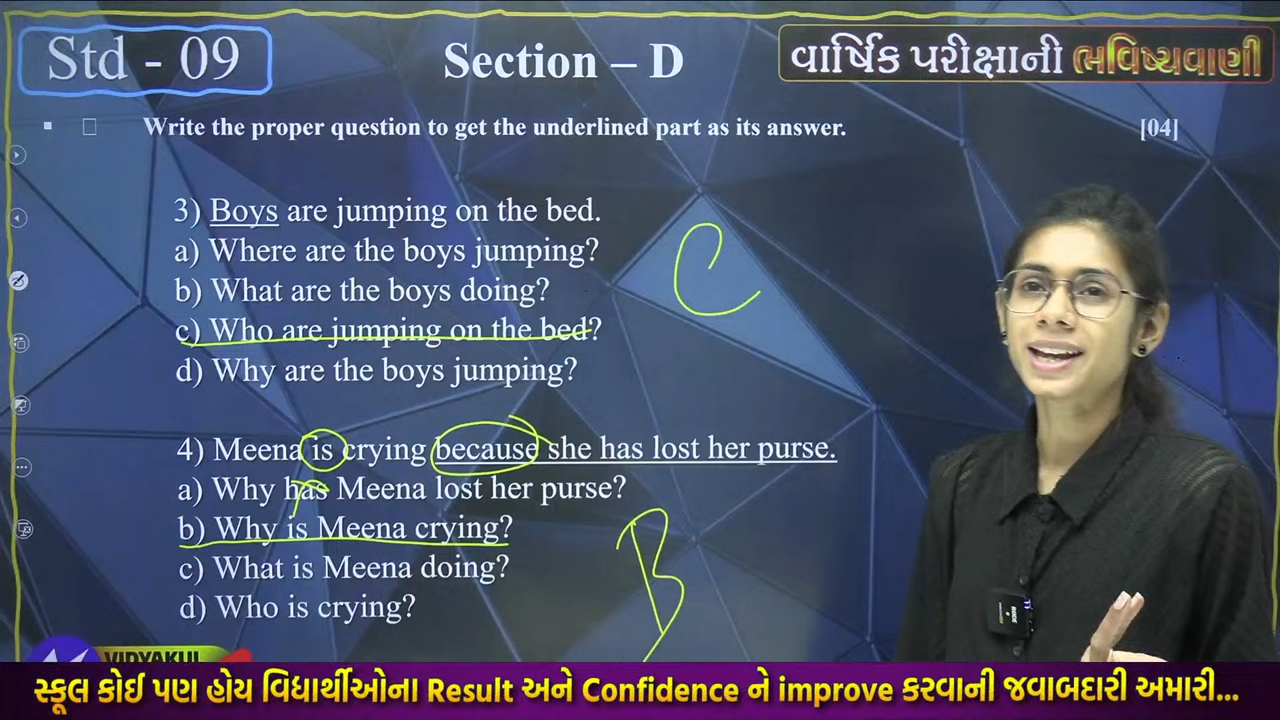 Std - 09
Section – D
વાર્ષિક પરીક્ષાની ભવિષ્યવાણી
Write the proper question to get the underlined part as its answer. [04]
3) Boys are jumping on the bed.
a) Where are the boys jumping?
b) What are the boys doing?
c) Who are jumping on the bed?
d) Why are the boys jumping?
C
4) Meena is crying because she has lost her purse.
a) Why has Meena lost her purse?
b) Why is Meena crying?
c) What is Meena doing?
d) Who is crying?
B
VIDYAKUL
સ્કૂલ કોઈ પણ હોય વિદ્યાર્થીઓના Result અને Confidence ને improve કરવાની જવાબદારી અમારી...